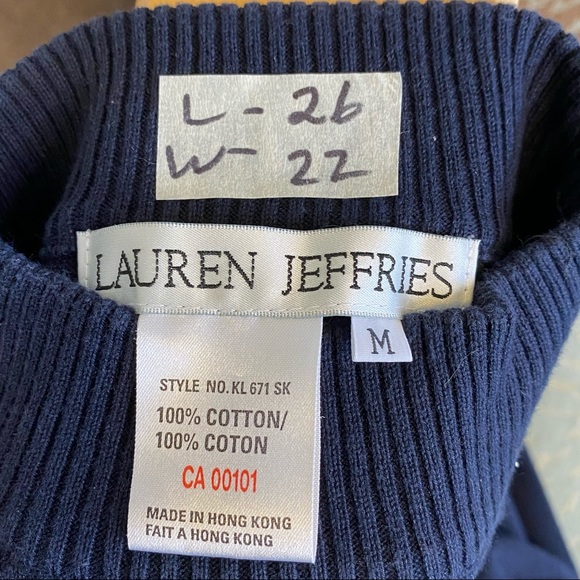 L - 26
W - 22
LAUREN JEFFRIES
M
STYLE NO. KL 671 SK
100% COTTON/
100% COTON
CA 00101
MADE IN HONG KONG
FAIT A HONG KONG